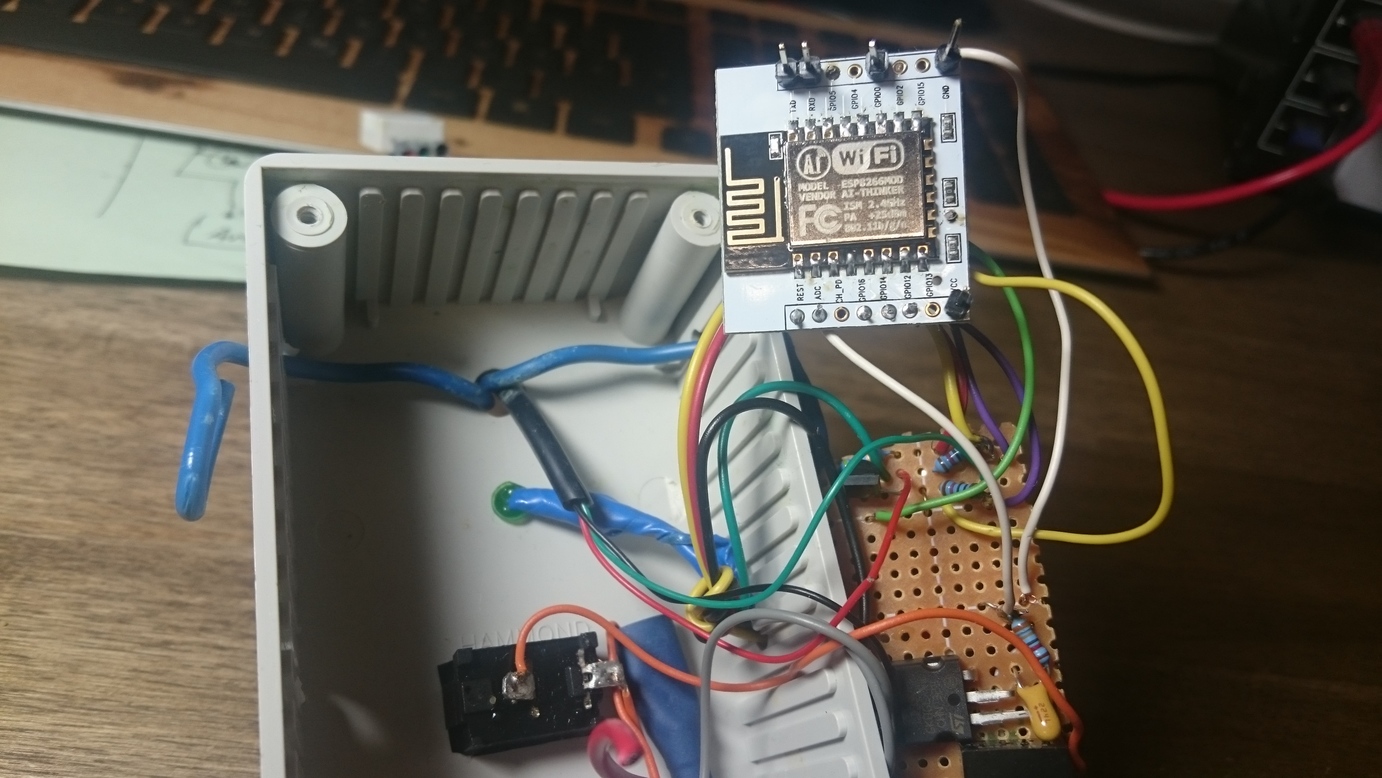 TXD
RXD
GPIO5
GPIO4
GPIO0
GPIO2
GPIO15
GND
Ai
WiFi
MODEL ESP8266MOD
VENDOR AI-THINKER
FC
ISM 2.4GHz
PA +25dBm
802.11b/g/n
REST
ADC
CH_PD
GPIO16
GPIO14
GPIO12
GPIO13
VCC
HAMMOND